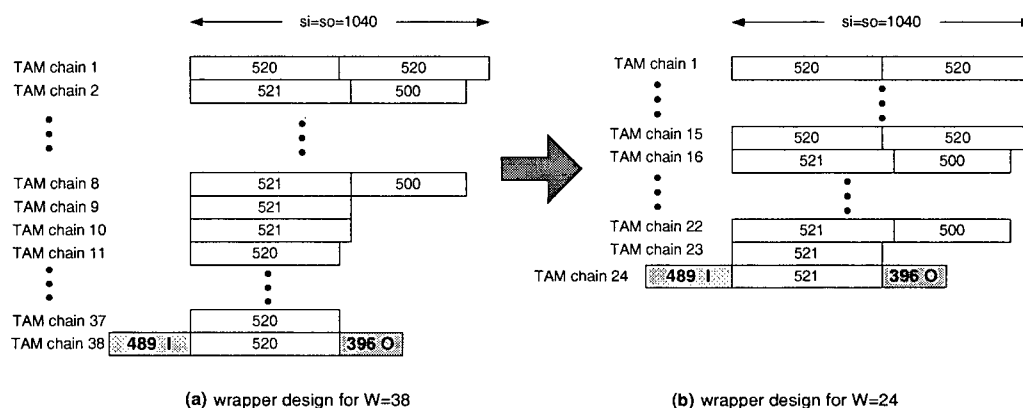 si=so=1040
TAM chain 1 520 520
TAM chain 2 521 500
TAM chain 8 521 500
TAM chain 9 521
TAM chain 10 521
TAM chain 11 520
TAM chain 37 520
TAM chain 38 489 I 520 396 O
(a) wrapper design for W=38
si=so=1040
TAM chain 1 520 520
TAM chain 15 520 520
TAM chain 16 521 500
TAM chain 22 521 500
TAM chain 23 521
TAM chain 24 489 I 521 396 O
(b) wrapper design for W=24